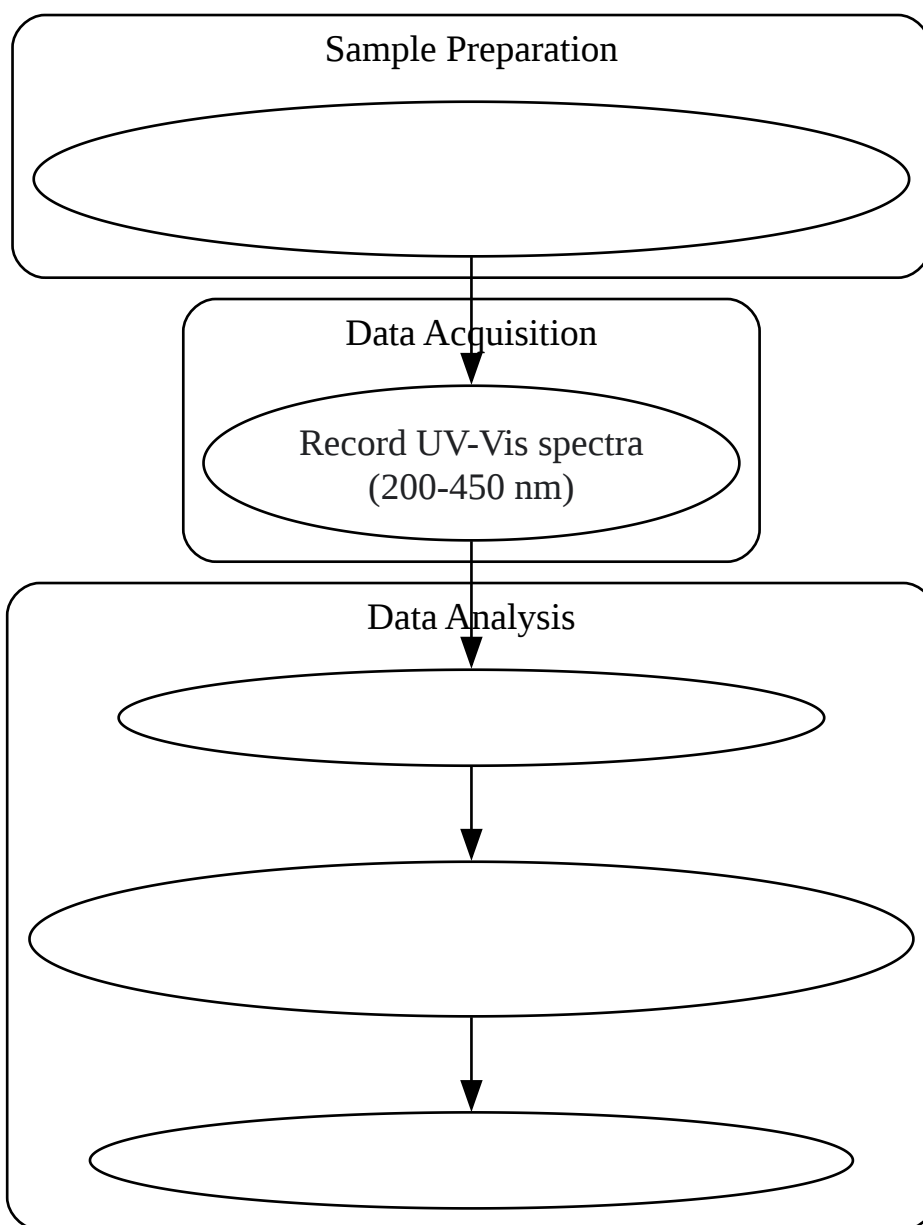 Sample Preparation
Data Acquisition
Record UV-Vis spectra
(200-450 nm)
Data Analysis